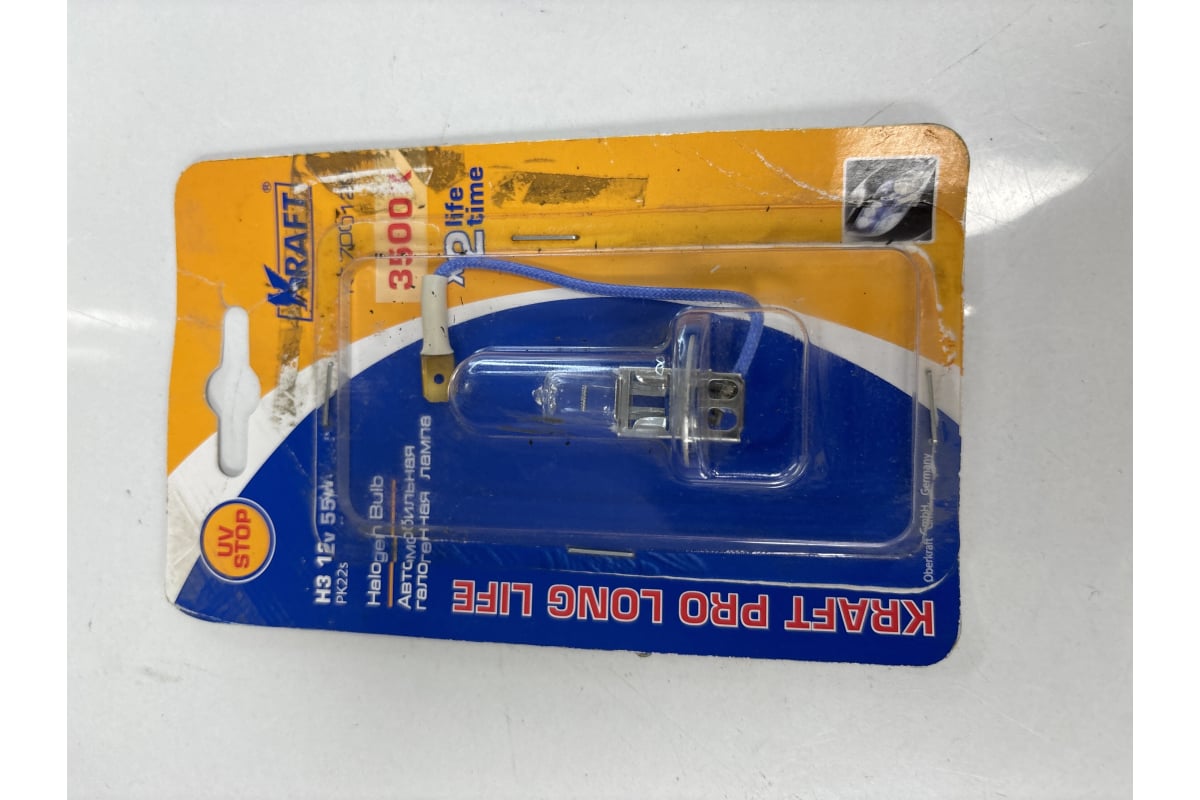 KRAFT
®
3500 K
x2 life
time
UV
STOP
H3 12v 55w
PK22s
Halogen Bulb
Автомобильная
галогенная лампа
KRAFT PRO LONG LIFE
Oberkraft GmbH, Germany